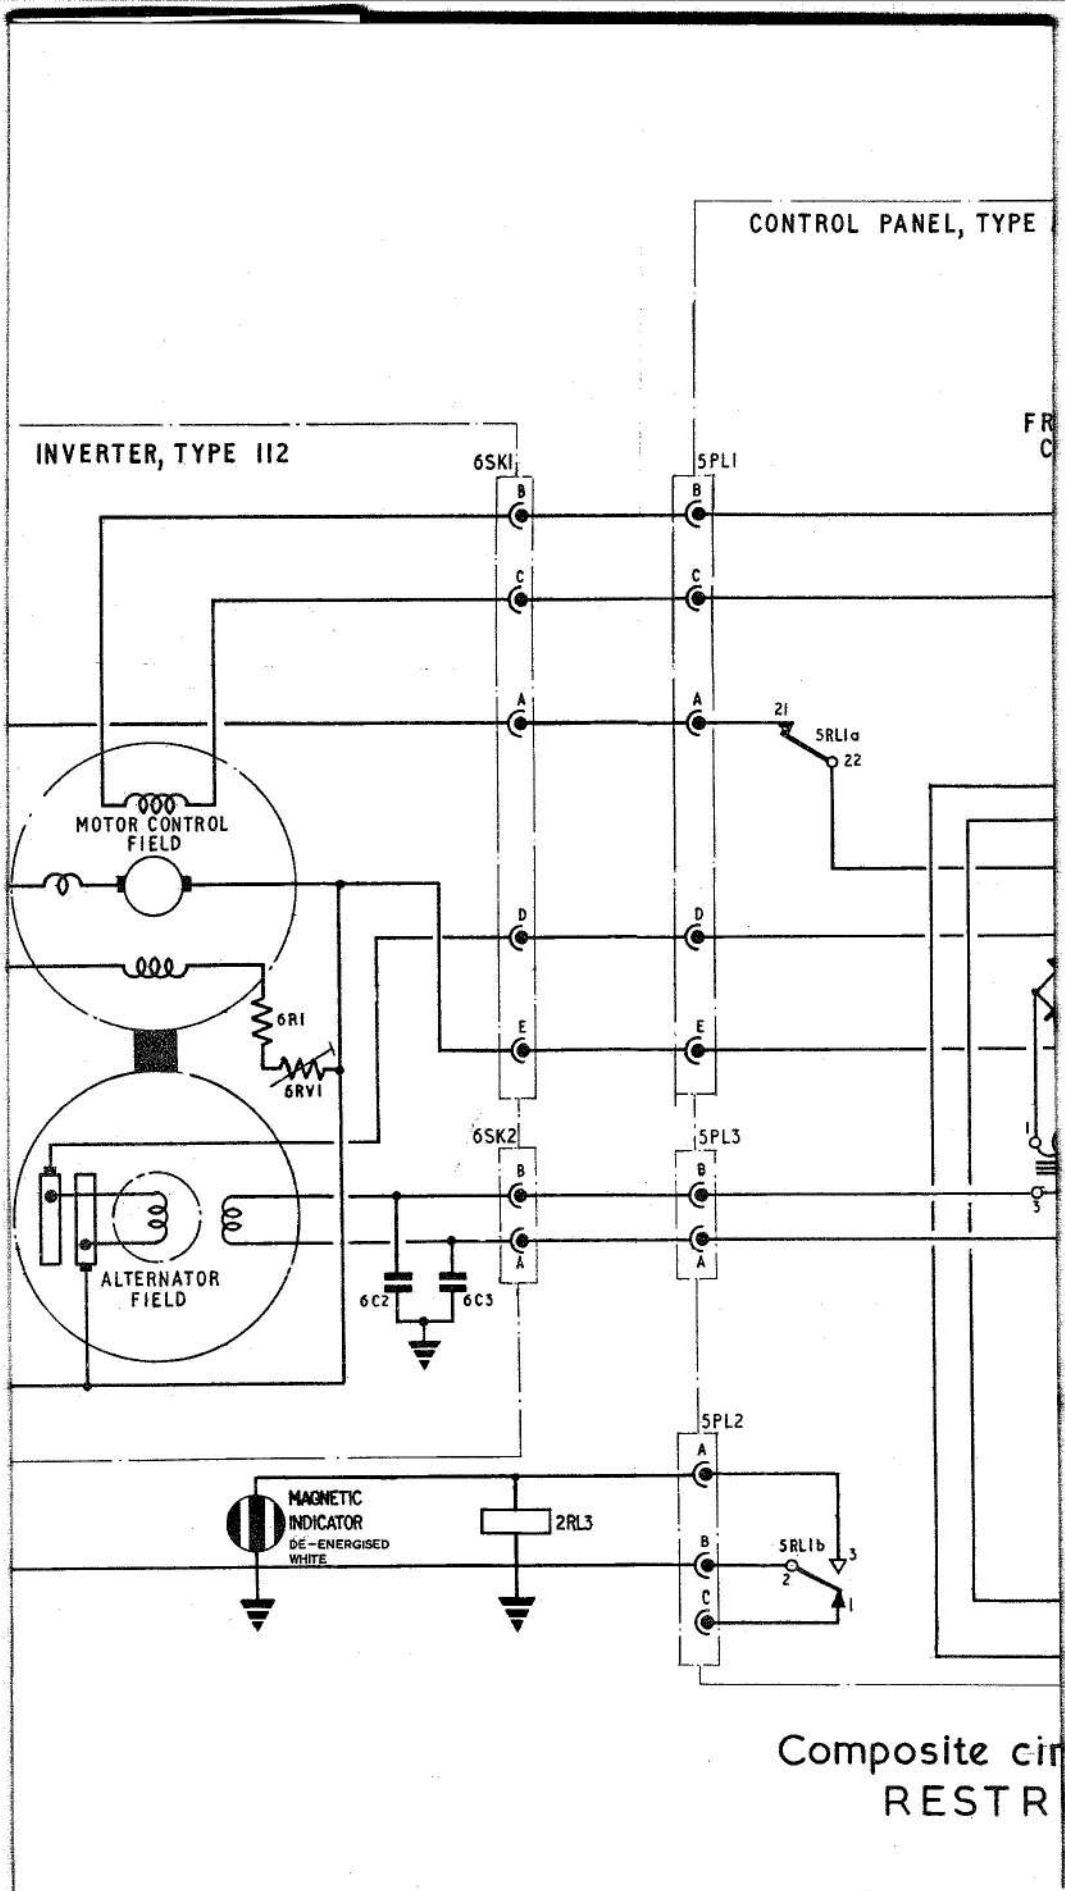 CONTROL PANEL, TYPE
FR
C
INVERTER, TYPE 112
6SK1
5PL1
B
B
C
C
A
A
21
5RL1a
22
MOTOR CONTROL
FIELD
D
D
6R1
E
E
6RV1
6SK2
5PL3
1
B
B
3
A
A
ALTERNATOR
FIELD
6C2
6C3
5PL2
A
MAGNETIC
INDICATOR
DE-ENERGISED
WHITE
2RL3
B
5RL1b
3
2
C
1
Composite cir
RESTR